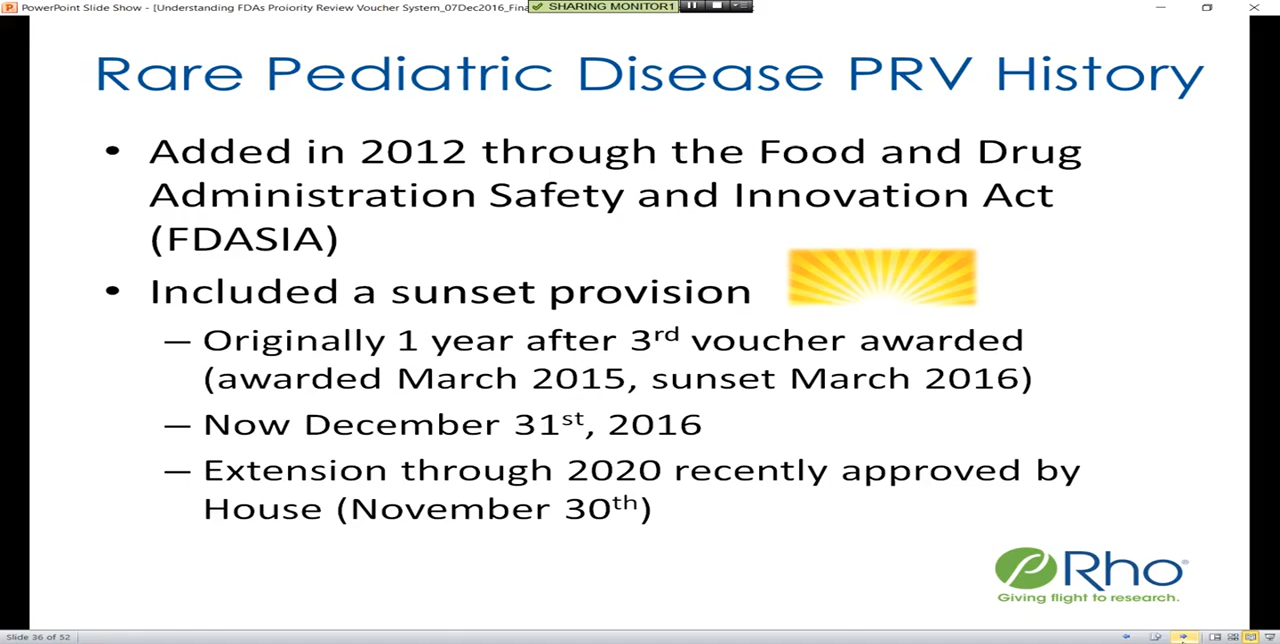 PowerPoint Slide Show - [Understanding FDAs Proiority Review Voucher System_07Dec2016_Fina
SHARING MONITOR1
Rare Pediatric Disease PRV History
• Added in 2012 through the Food and Drug
Administration Safety and Innovation Act
(FDASIA)
• Included a sunset provision
– Originally 1 year after 3rd voucher awarded
(awarded March 2015, sunset March 2016)
– Now December 31st, 2016
– Extension through 2020 recently approved by
House (November 30th)
Rho®
Giving flight to research.
Slide 36 of 52